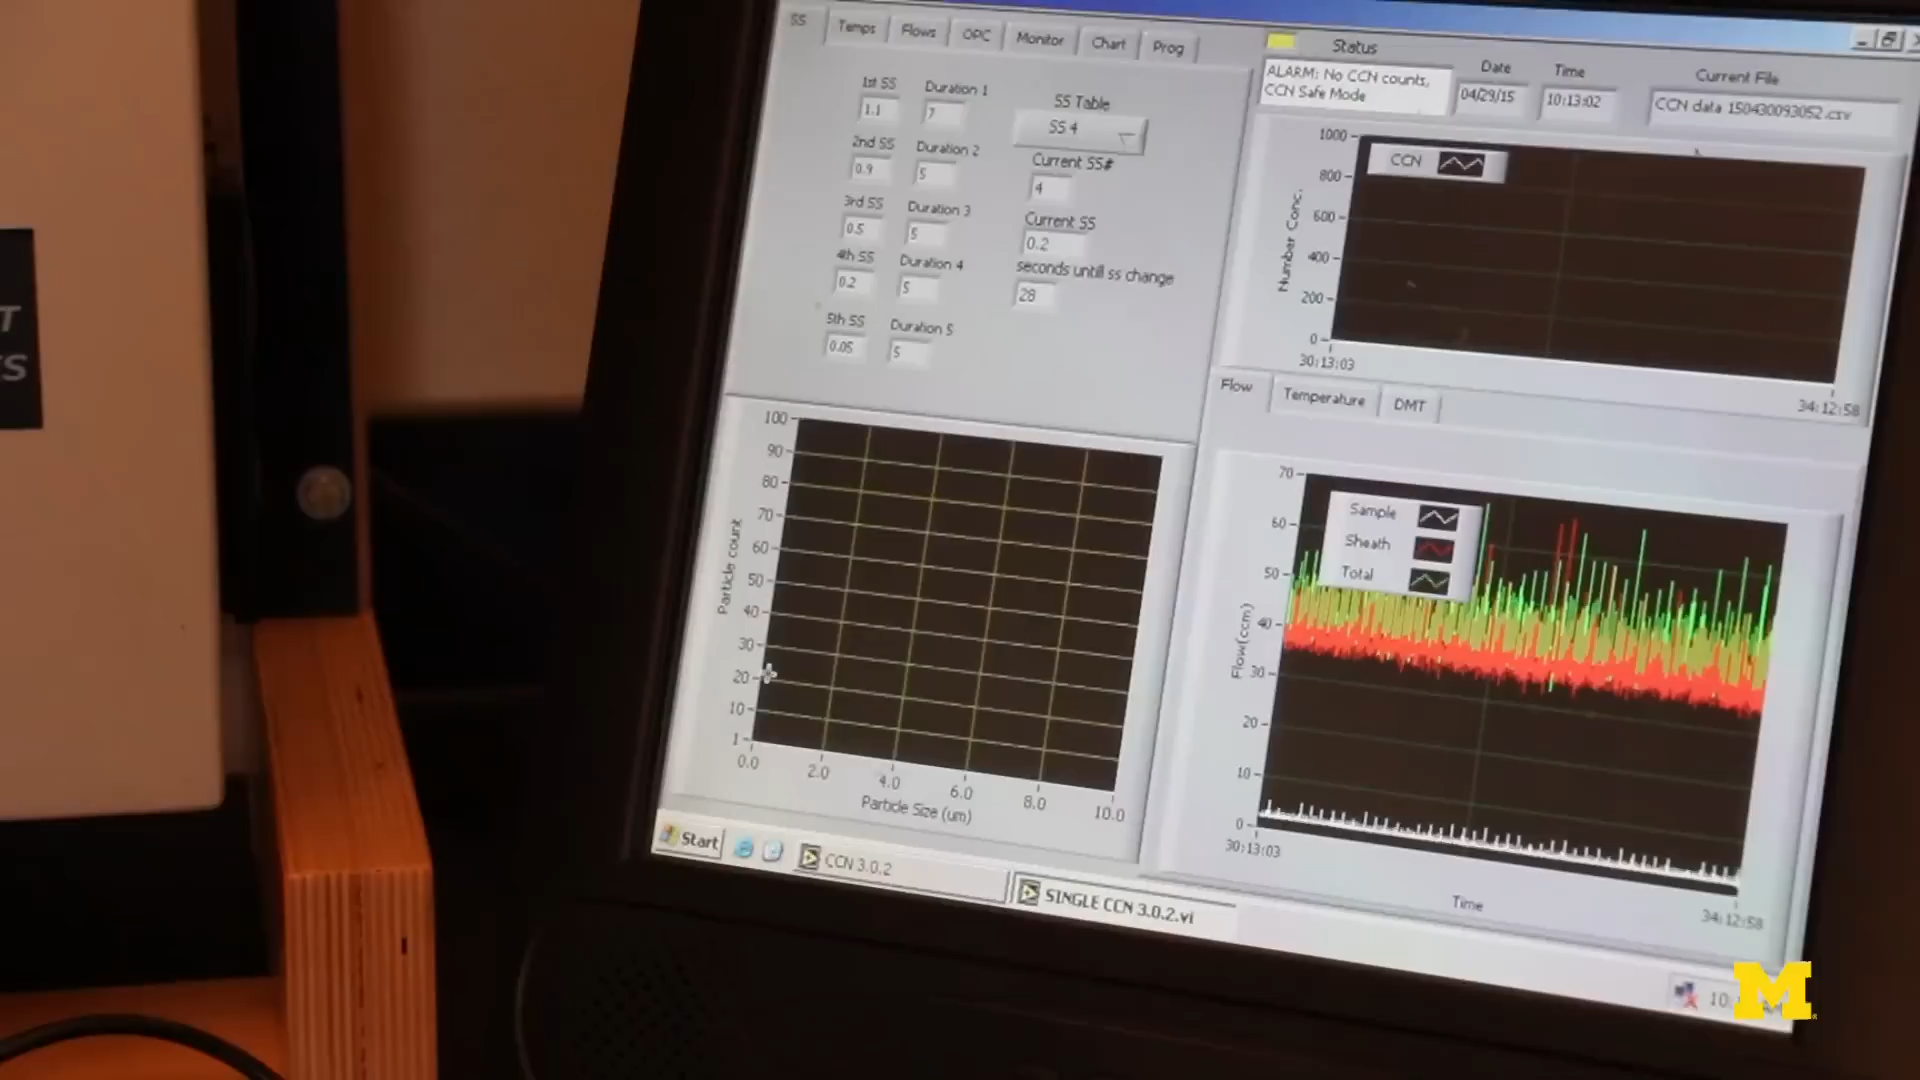 T
ES
SS
Temps
Flows
OPC
Monitor
Chart
Prog
1st SS
Duration 1
1.1
7
2nd SS
Duration 2
0.9
5
3rd SS
Duration 3
0.5
5
4th SS
Duration 4
0.2
5
5th SS
Duration 5
0.05
5
SS Table
SS 4
Current SS#
4
Current SS
0.2
seconds untill ss change
28
Status
ALARM: No CCN counts,
CCN Safe Mode
Date
04/29/15
Time
10:13:02
Current File
CCN data 150430093052.csv
CCN
Number Conc.
1000
800
600
400
200
0
30:13:03
34:12:58
Flow
Temperature
DMT
Particle count
100
90
80
70
60
50
40
30
20
10
1
0.0 2.0 4.0 6.0 8.0 10.0
Particle Size (um)
Sample
Sheath
Total
Flow(ccm)
70
60
50
40
30
20
10
0
30:13:03
34:12:58
Time
Start
CCN 3.0.2
SINGLE CCN 3.0.2.vi
10:
M